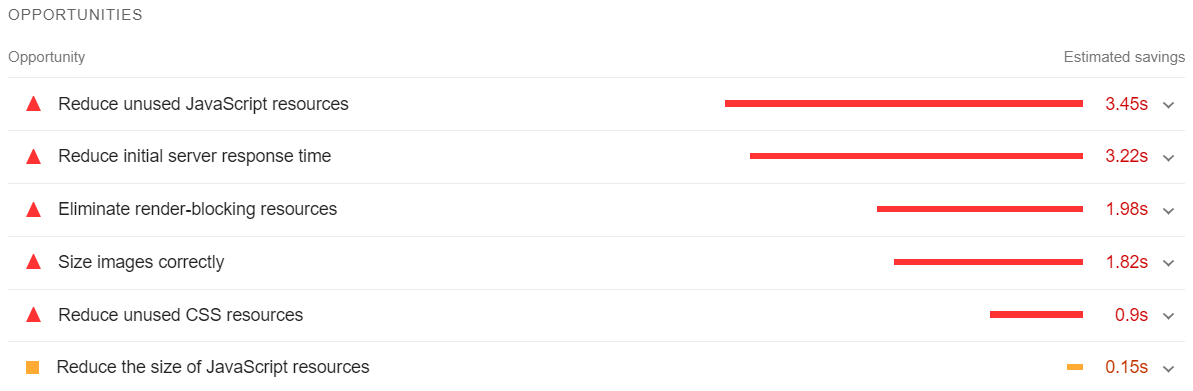 OPPORTUNITIES
Opportunity Estimated savings
Reduce unused JavaScript resources 3.45s
Reduce initial server response time 3.22s
Eliminate render-blocking resources 1.98s
Size images correctly 1.82s
Reduce unused CSS resources 0.9s
Reduce the size of JavaScript resources 0.15s